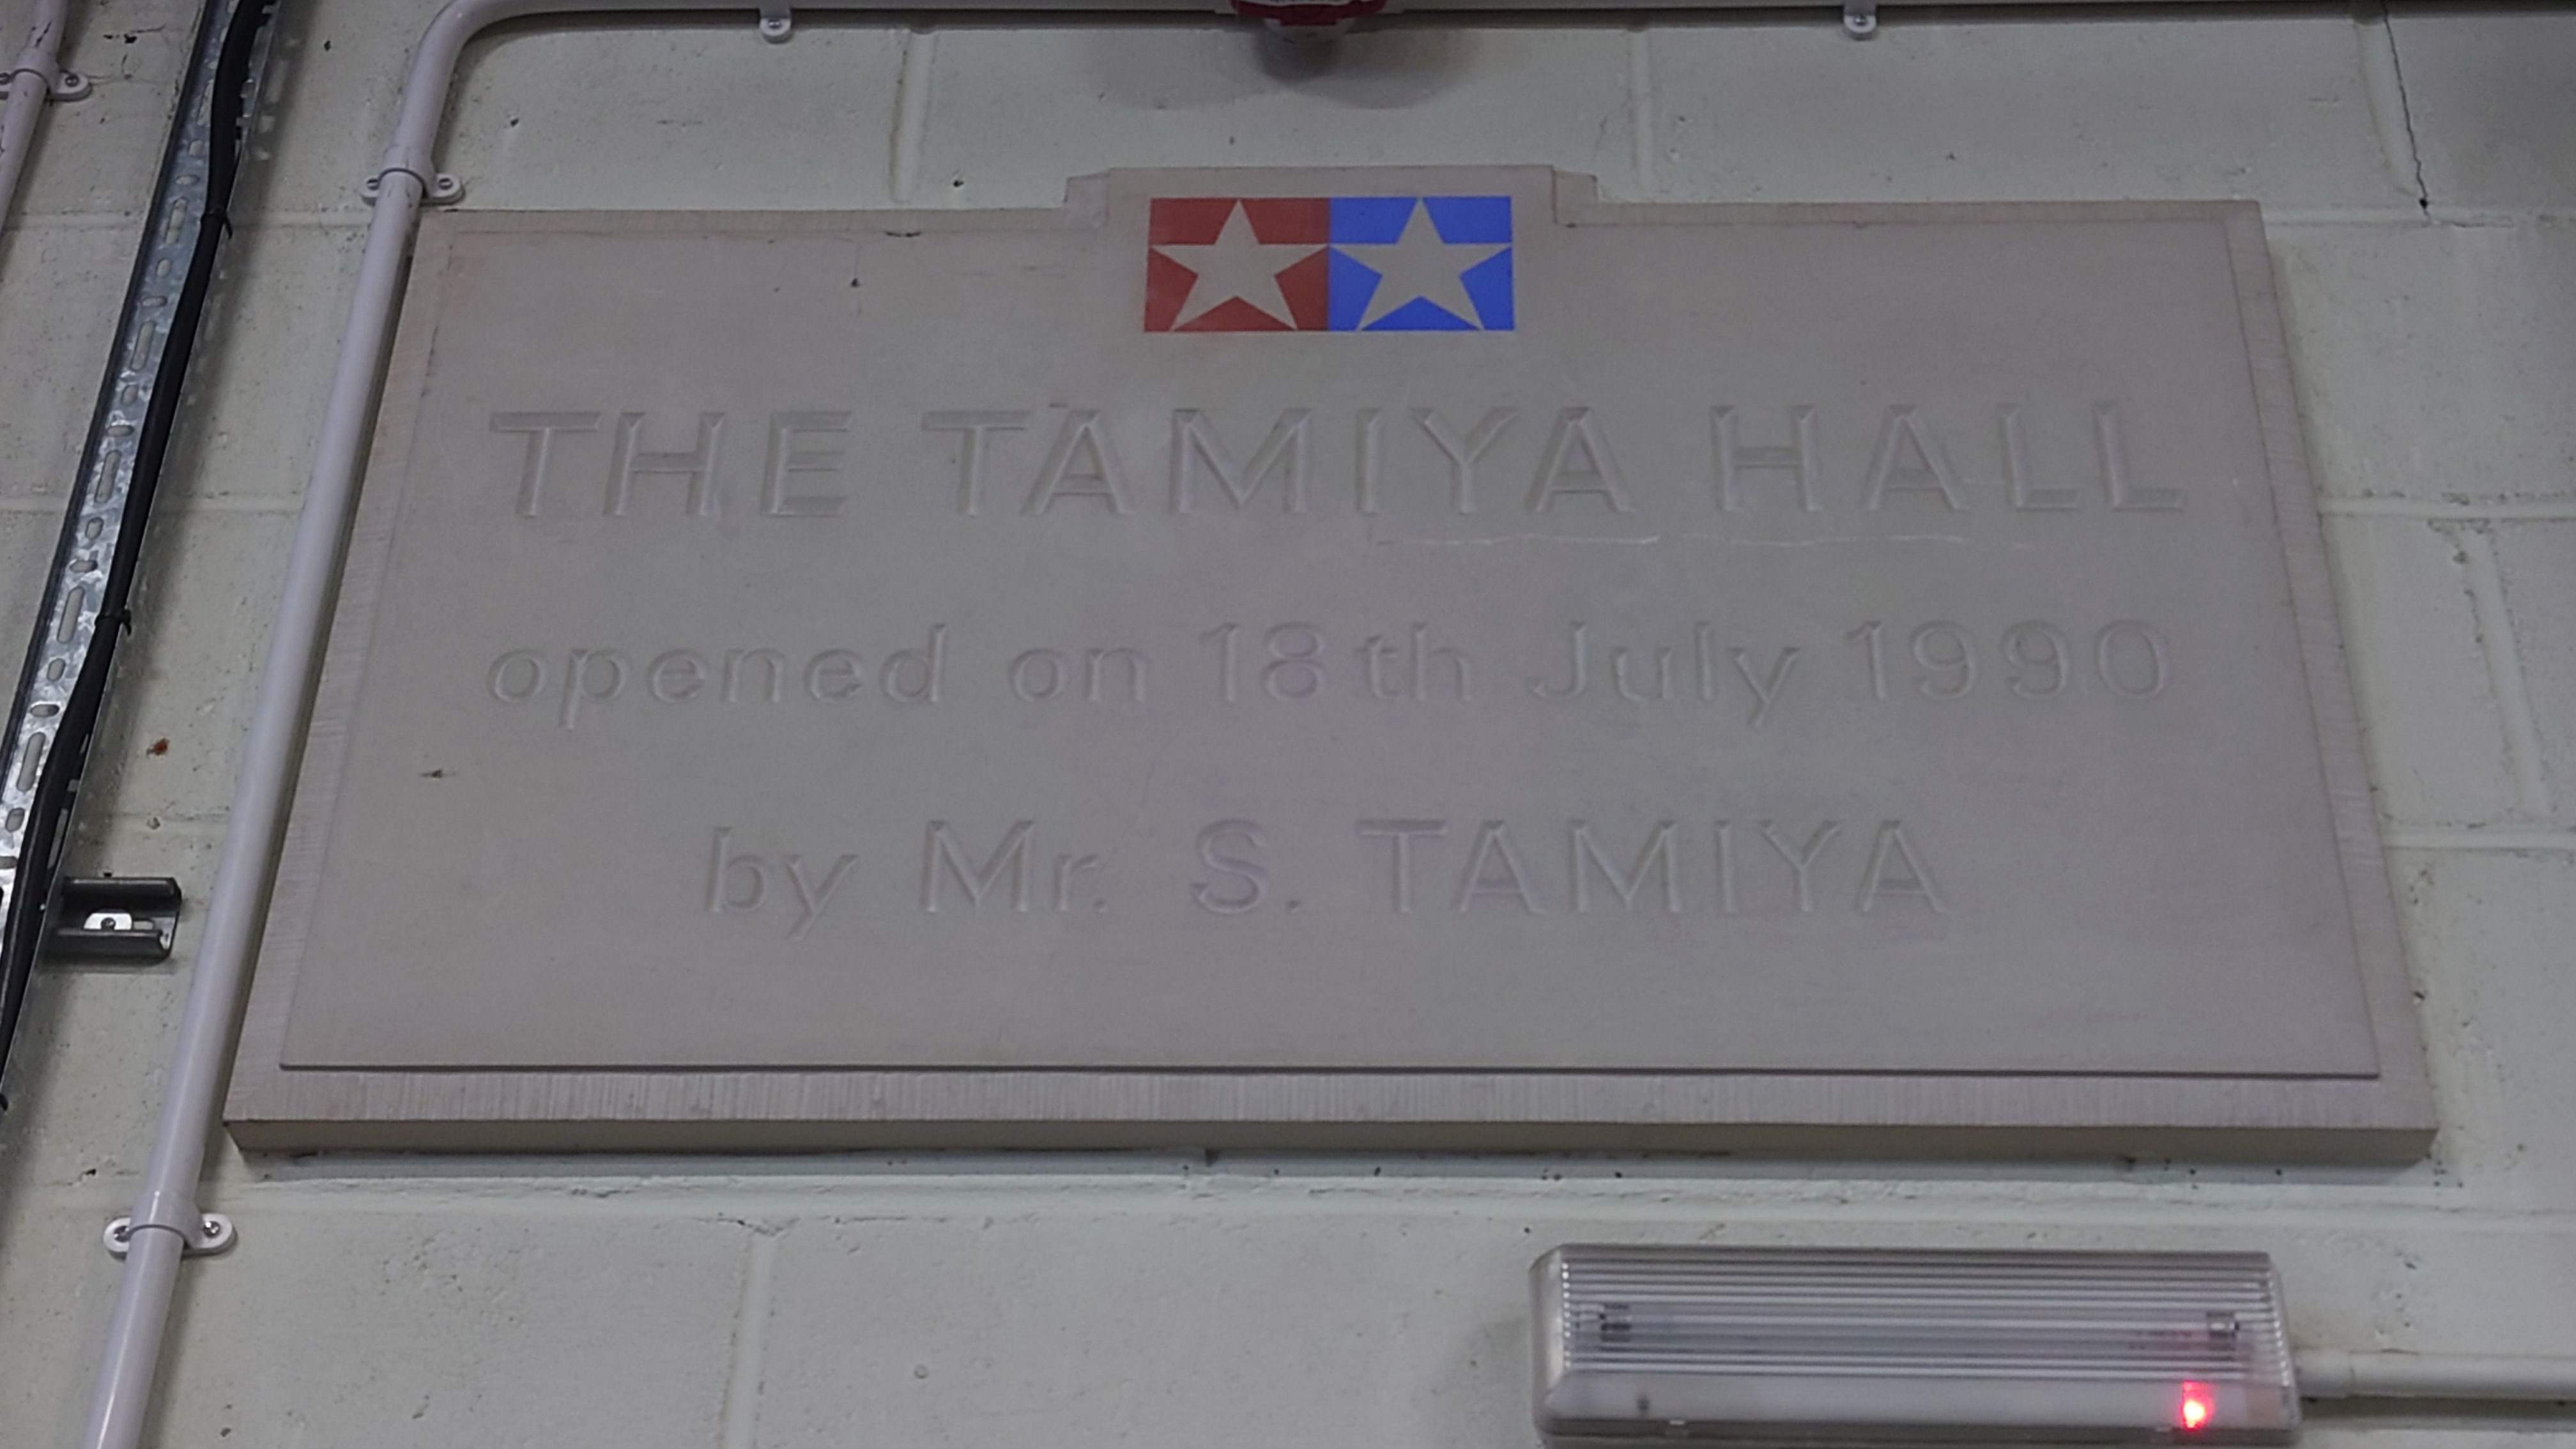 THE TAMIYA HALL
opened on 18th July 1990
by Mr. S. TAMIYA